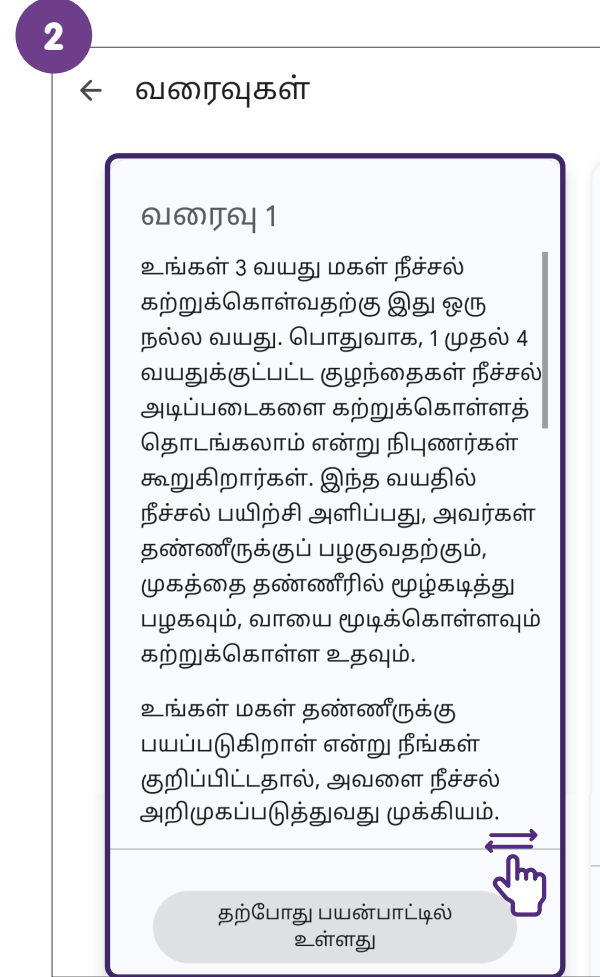 2
வரைவுகள்
வரைவு 1
உங்கள் 3 வயது மகள் நீச்சல்
கற்றுக்கொள்வதற்கு இது ஒரு
நல்ல வயது. பொதுவாக, 1 முதல் 4
வயதுக்குட்பட்ட குழந்தைகள் நீச்சல்
அடிப்படைகளை கற்றுக்கொள்ளத்
தொடங்கலாம் என்று நிபுணர்கள்
கூறுகிறார்கள். இந்த வயதில்
நீச்சல் பயிற்சி அளிப்பது, அவர்கள்
தண்ணீருக்குப் பழகுவதற்கும்,
முகத்தை தண்ணீரில் மூழ்கடித்து
பழகவும், வாயை மூடிக்கொள்ளவும்
கற்றுக்கொள்ள உதவும்.
உங்கள் மகள் தண்ணீருக்கு
பயப்படுகிறாள் என்று நீங்கள்
குறிப்பிட்டதால், அவளை நீச்சல்
அறிமுகப்படுத்துவது முக்கியம்.
தற்போது பயன்பாட்டில்
உள்ளது